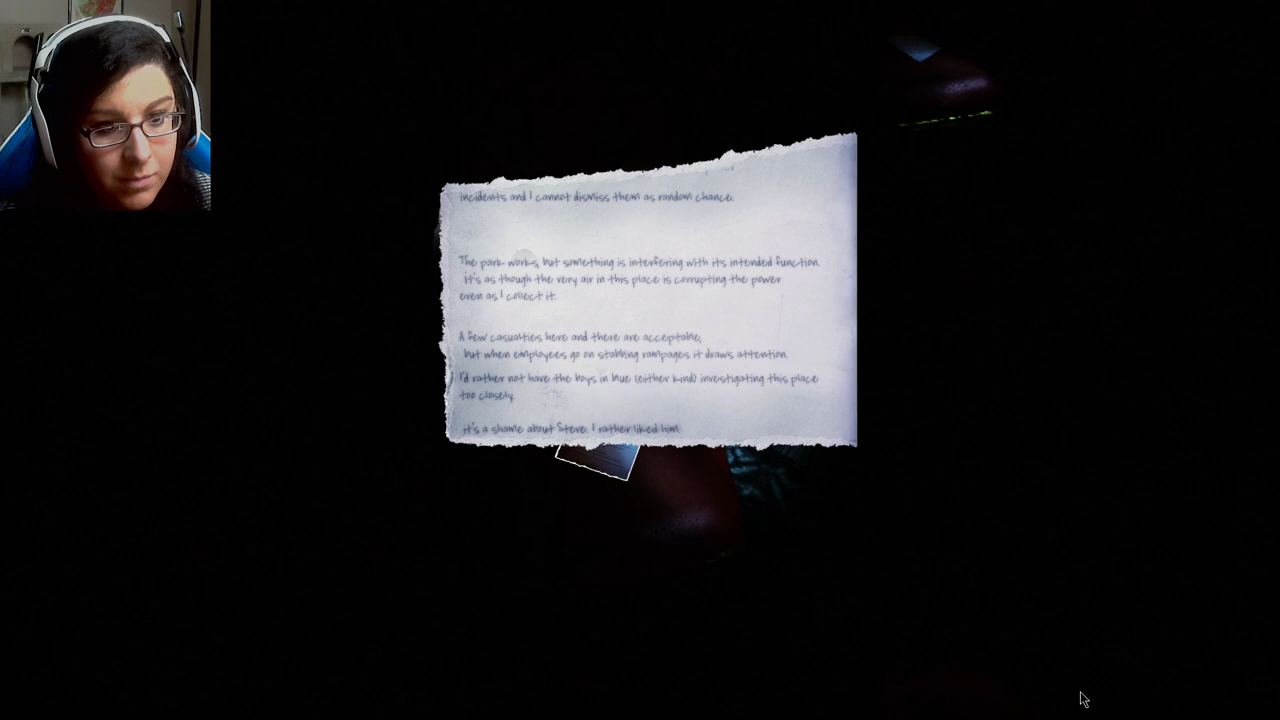 incidents and I cannot dismiss them as random chance.
The park works, but something is interfering with its intended function.
it's as though the very air in this place is corrupting the power
even as I collect it.
A few casualties here and there are acceptable,
but when employees go on stabbing rampages it draws attention.
I'd rather not have the boys in blue (either kind) investigating this place
too closely.
it's a shame about Steve. I rather liked him